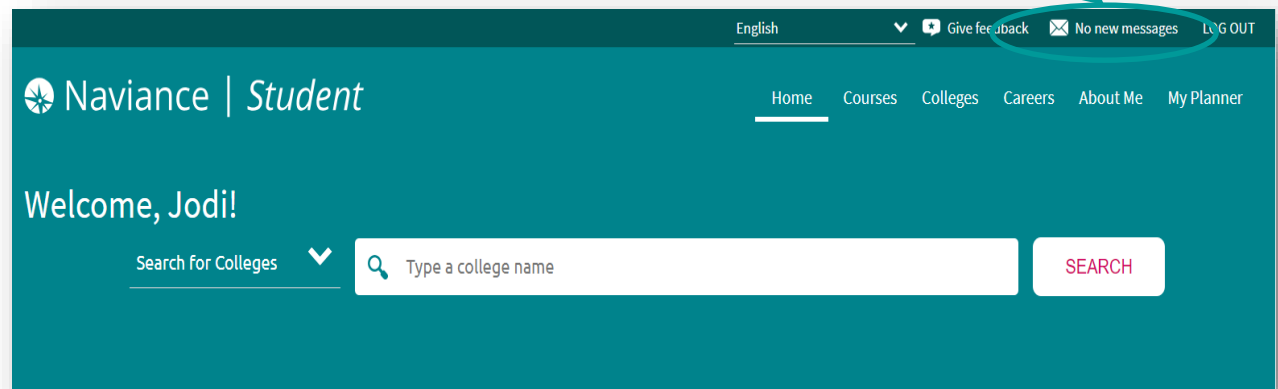 English Give feedback No new messages LOG OUT
Naviance | Student
Home Courses Colleges Careers About Me My Planner
Welcome, Jodi!
Search for Colleges Type a college name SEARCH